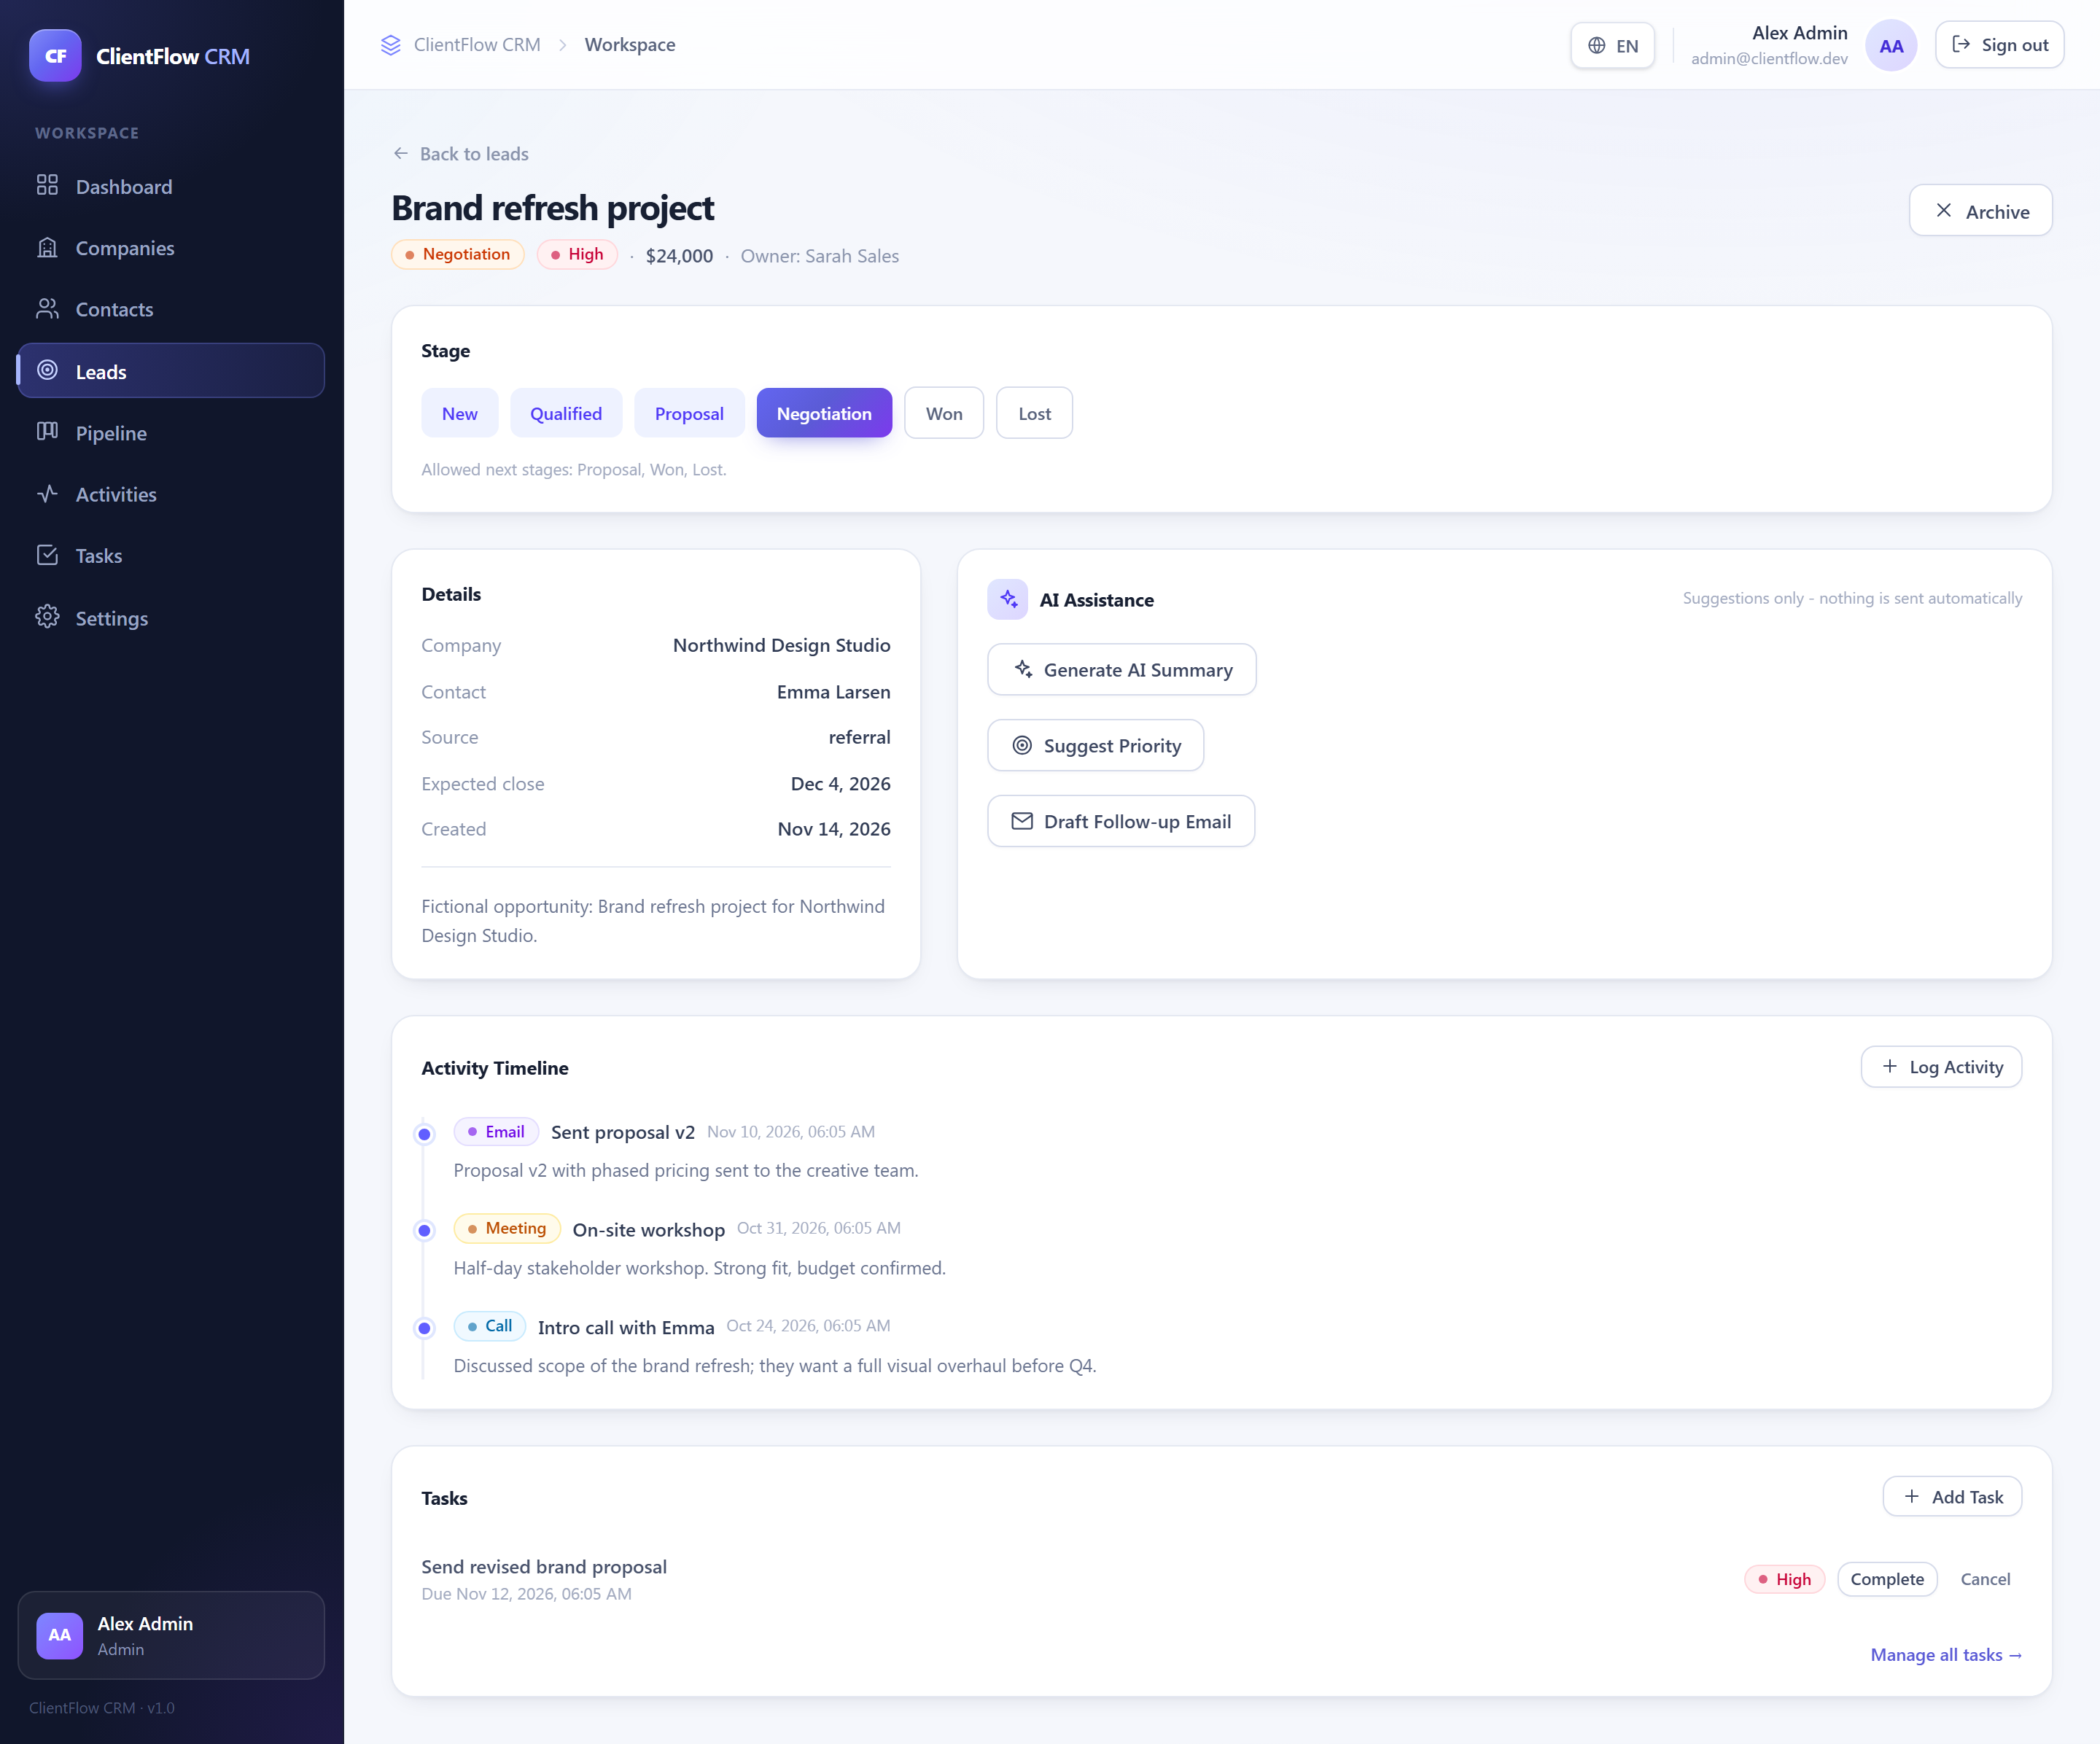 CF
ClientFlow CRM
WORKSPACE
Dashboard
Companies
Contacts
Leads
Pipeline
Activities
Tasks
Settings
AA
Alex Admin
Admin
ClientFlow CRM · v1.0
ClientFlow CRM
Workspace
EN
Alex Admin
admin@clientflow.dev
AA
Sign out
← Back to leads
Brand refresh project
Negotiation
High
· $24,000 · Owner: Sarah Sales
Archive
Stage
New
Qualified
Proposal
Negotiation
Won
Lost
Allowed next stages: Proposal, Won, Lost.
Details
Company Northwind Design Studio
Contact Emma Larsen
Source referral
Expected close Dec 4, 2026
Created Nov 14, 2026
Fictional opportunity: Brand refresh project for Northwind
Design Studio.
AI Assistance
Suggestions only - nothing is sent automatically
Generate AI Summary
Suggest Priority
Draft Follow-up Email
Activity Timeline
Log Activity
Email Sent proposal v2 Nov 10, 2026, 06:05 AM
Proposal v2 with phased pricing sent to the creative team.
Meeting On-site workshop Oct 31, 2026, 06:05 AM
Half-day stakeholder workshop. Strong fit, budget confirmed.
Call Intro call with Emma Oct 24, 2026, 06:05 AM
Discussed scope of the brand refresh; they want a full visual overhaul before Q4.
Tasks
Add Task
Send revised brand proposal
Due Nov 12, 2026, 06:05 AM
High
Complete
Cancel
Manage all tasks →